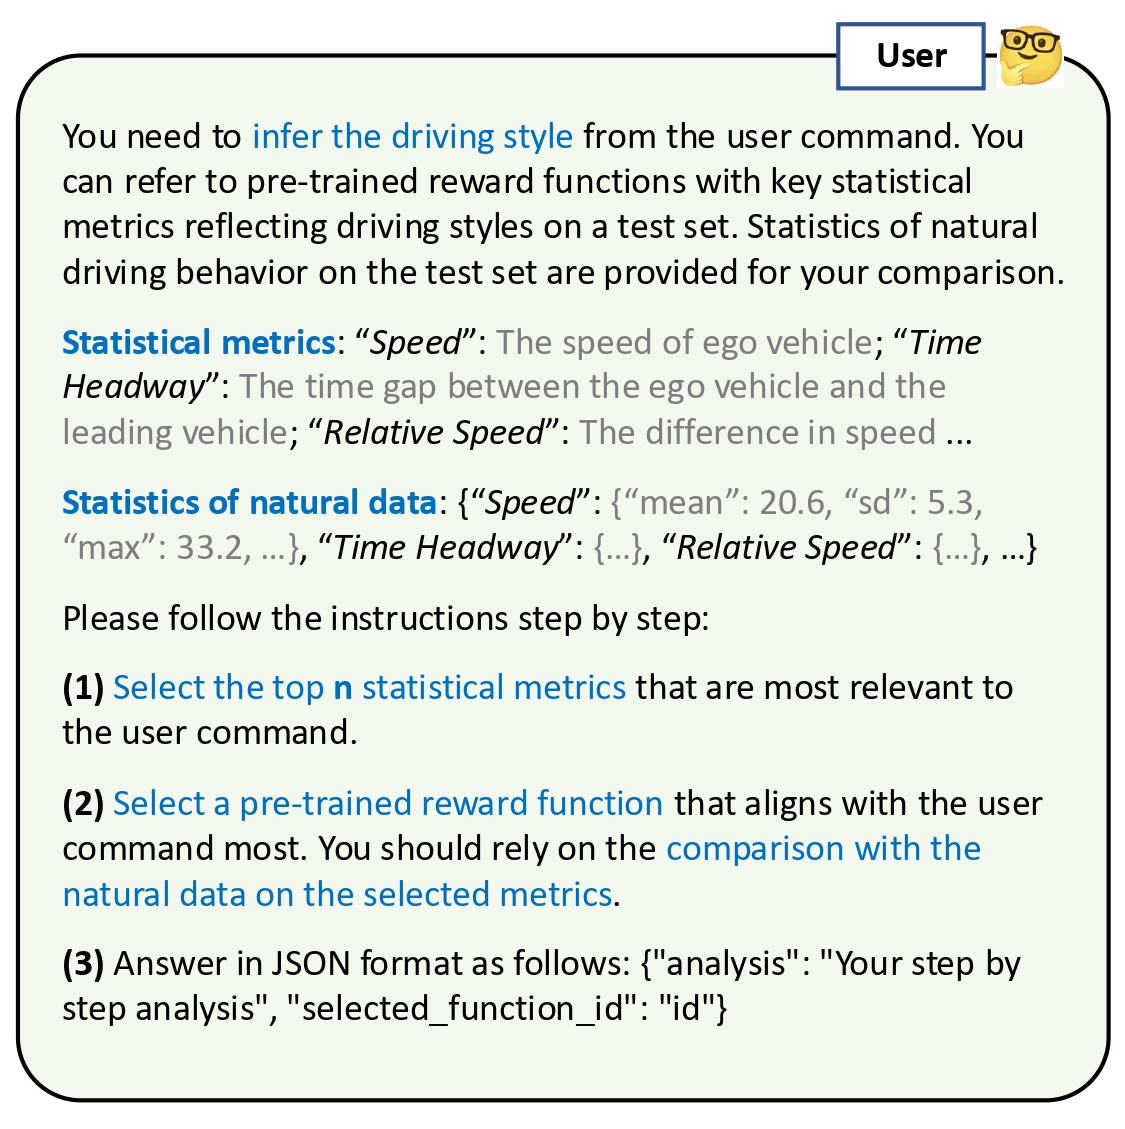 User
You need to infer the driving style from the user command. You
can refer to pre-trained reward functions with key statistical
metrics reflecting driving styles on a test set. Statistics of natural
driving behavior on the test set are provided for your comparison.
Statistical metrics: “Speed”: The speed of ego vehicle; “Time
Headway”: The time gap between the ego vehicle and the
leading vehicle; “Relative Speed”: The difference in speed ...
Statistics of natural data: {“Speed”: {“mean”: 20.6, “sd”: 5.3,
“max”: 33.2, ...}, “Time Headway”: {...}, “Relative Speed”: {...}, ...}
Please follow the instructions step by step:
(1) Select the top n statistical metrics that are most relevant to
the user command.
(2) Select a pre-trained reward function that aligns with the user
command most. You should rely on the comparison with the
natural data on the selected metrics.
(3) Answer in JSON format as follows: {"analysis": "Your step by
step analysis", "selected_function_id": "id"}